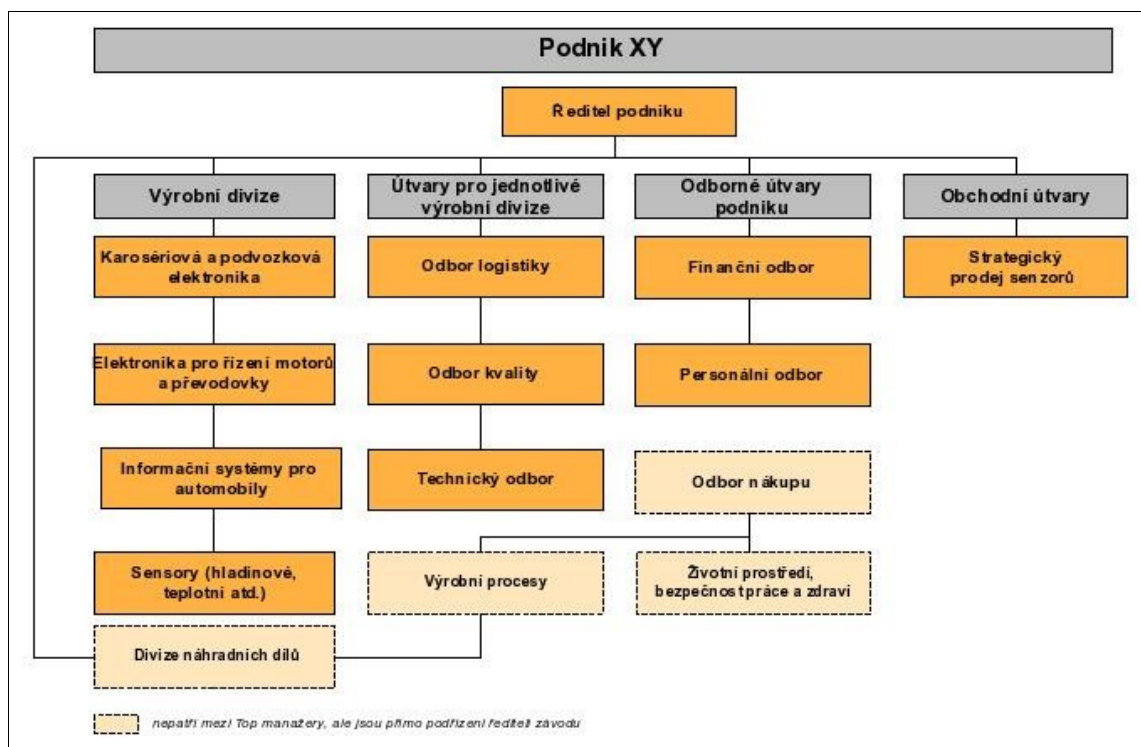 Podnik XY
Ředitel podniku
Výrobní divize
Útvary pro jednotlivé
výrobní divize
Odborné útvary
podniku
Obchodní útvary
Karosériová a podvozková
elektronika
Odbor logistiky
Finanční odbor
Strategický
prodej senzorů
Elektronika pro řízení motorů
a převodovky
Odbor kvality
Personální odbor
Informační systémy pro
automobily
Technický odbor
Odbor nákupu
Sensory (hladinové,
teplotní atd.)
Výrobní procesy
Životní prostředí,
bezpečnost práce a zdraví
Divize náhradních dílů
nepatří mezi Top manažery, ale jsou přímo podřízení řediteli závodu